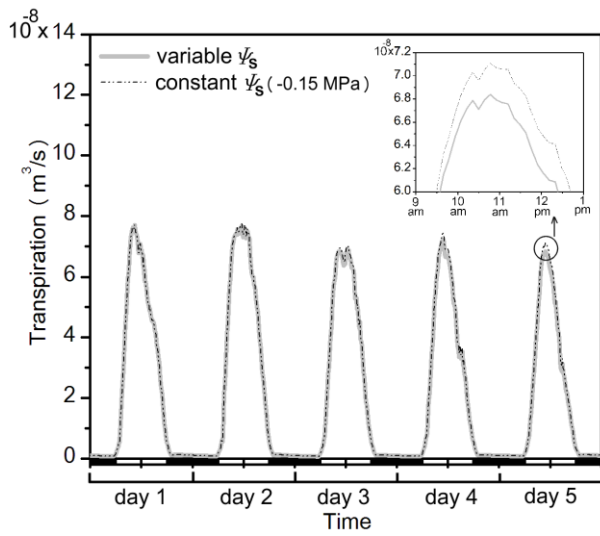 10⁻⁸x14
variable Ψs
constant Ψs (-0.15 MPa)
12
10
8
6
4
2
0
Transpiration ( m³/s)
10⁻⁸x7.2
7.0
6.8
6.6
6.4
6.2
6.0
9 am
10 am
11 am
12 pm
1 pm
day 1
day 2
day 3
day 4
day 5
Time